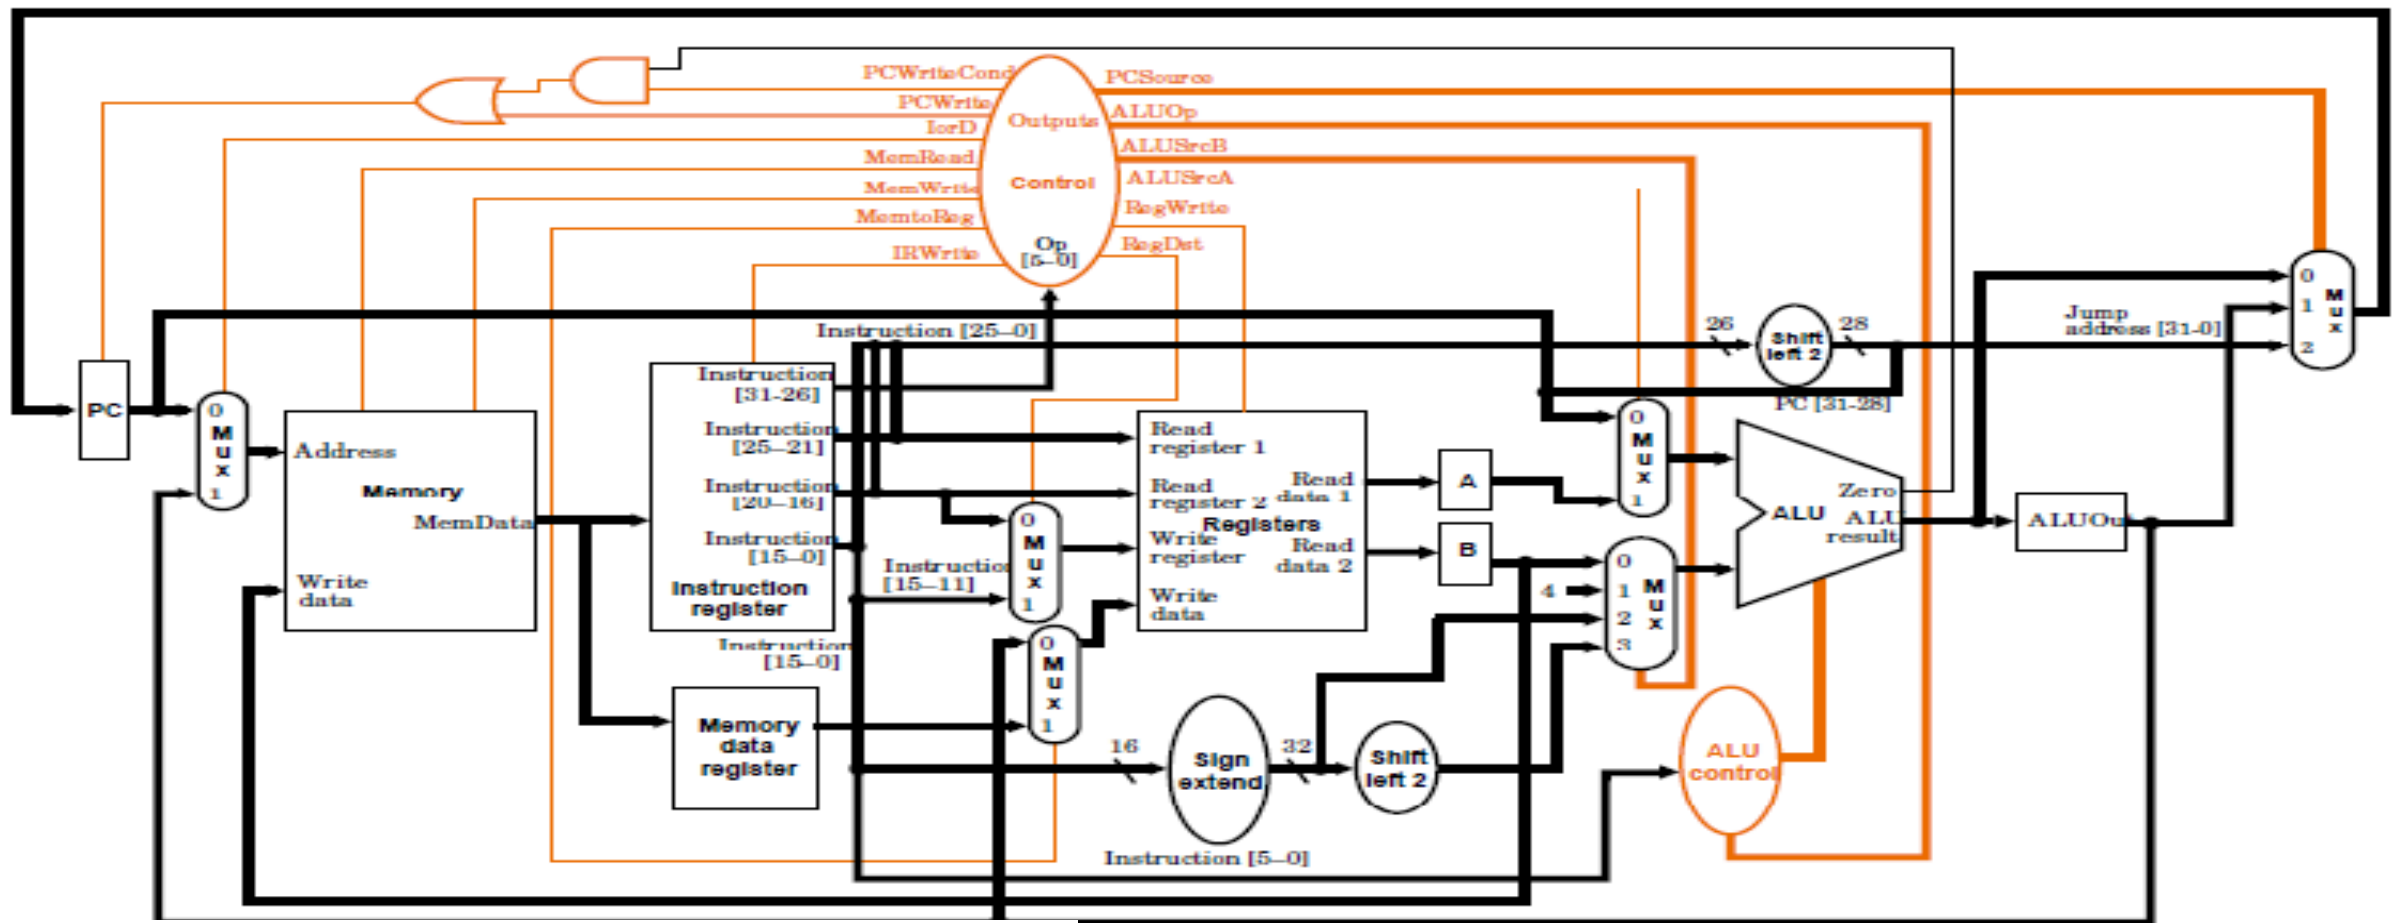 PCWriteCond
PCWrite
IorD
MemRead
MemWrite
MemtoReg
IRWrite
Outputs
Control
Op
[5–0]
PCSource
ALUOp
ALUSrcB
ALUSrcA
RegWrite
RegDst
Instruction [25–0]
26
Shift
left 2
28
Jump
address [31-0]
PC [31-28]
0
1
2
M
u
x
PC
0
M
u
x
1
Address
Memory
MemData
Write
data
Instruction
[31-26]
Instruction
[25–21]
Instruction
[20–16]
Instruction
[15–0]
Instruction
register
Instruction
[15–0]
Memory
data
register
Instruction
[15–11]
0
M
u
x
1
0
M
u
x
1
Read
register 1
Read
register 2
Write
register
Write
data
Registers
Read
data 1
Read
data 2
A
B
16
Sign
extend
32
Shift
left 2
Instruction [5–0]
0
M
u
x
1
4
0
1
2
3
M
u
x
ALU
Zero
ALU
result
ALU
control
ALUOu